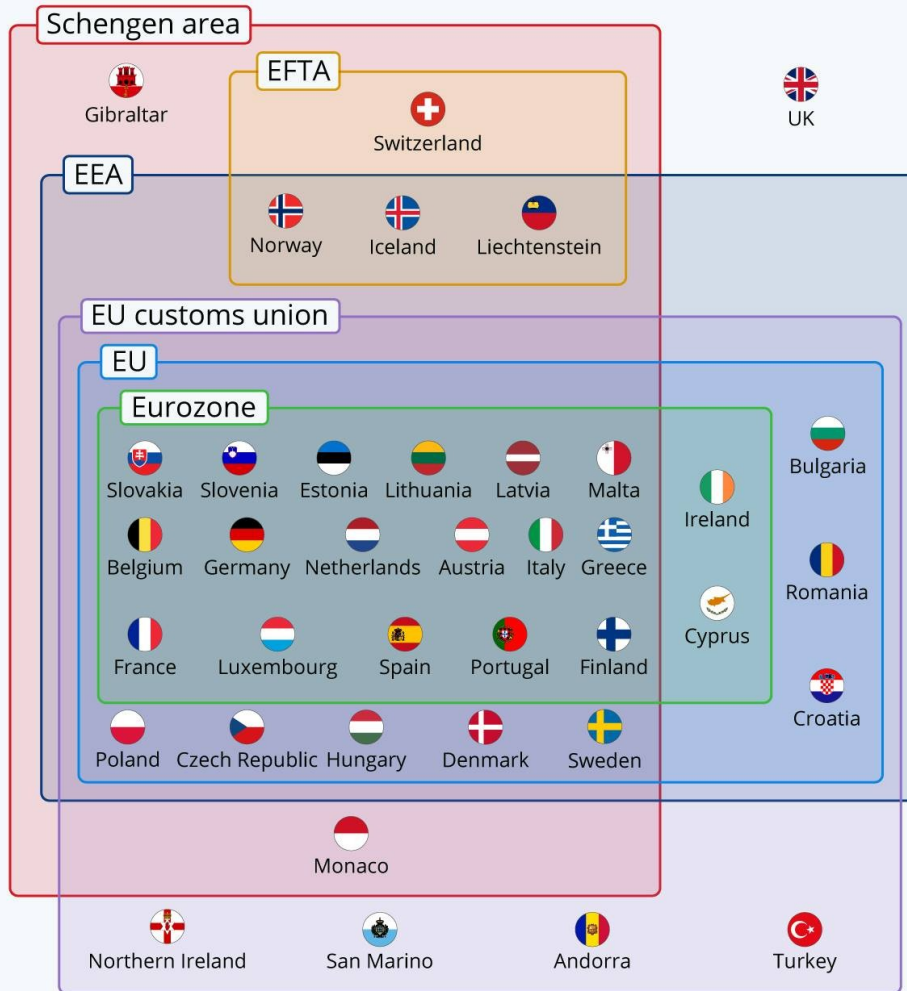 Schengen area
EFTA
Gibraltar
Switzerland
UK
EEA
Norway Iceland Liechtenstein
EU customs union
EU
Eurozone
Bulgaria
Slovakia Slovenia Estonia Lithuania Latvia Malta
Ireland
Belgium Germany Netherlands Austria Italy Greece
Romania
Cyprus
France Luxembourg Spain Portugal Finland
Croatia
Poland Czech Republic Hungary Denmark Sweden
Monaco
Northern Ireland San Marino Andorra Turkey